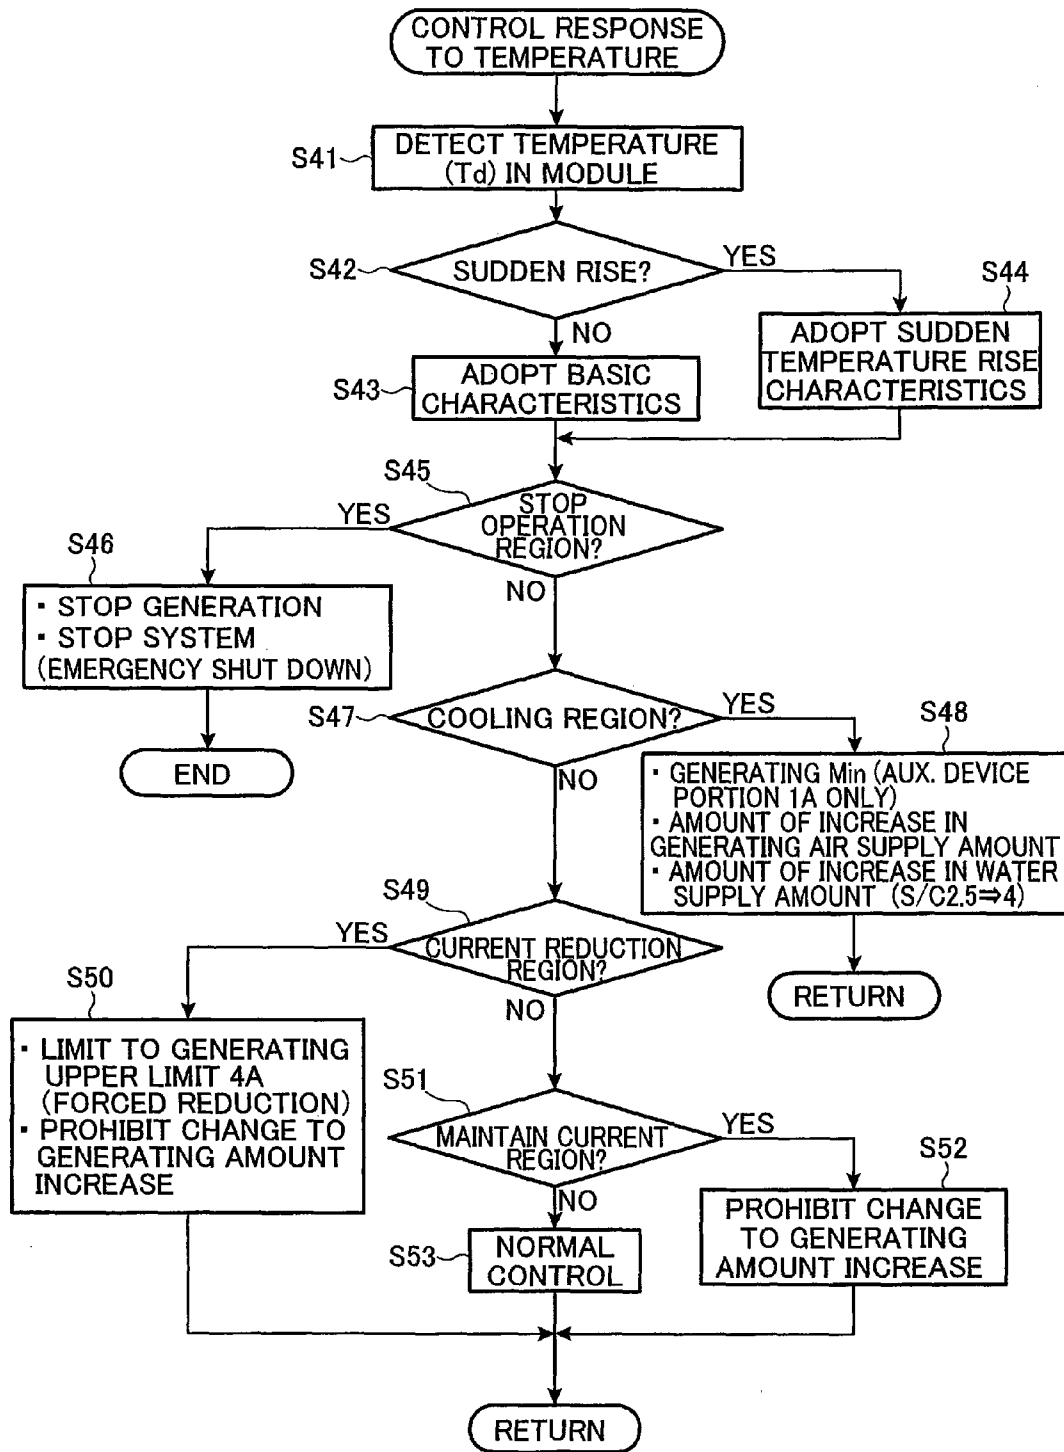 CONTROL RESPONSE
TO TEMPERATURE
S41
DETECT TEMPERATURE
(Td) IN MODULE
S42
SUDDEN RISE?
YES
NO
S44
ADOPT SUDDEN
TEMPERATURE RISE
CHARACTERISTICS
S43
ADOPT BASIC
CHARACTERISTICS
S45
STOP
OPERATION
REGION?
YES
NO
S46
▪ STOP GENERATION
▪ STOP SYSTEM
(EMERGENCY SHUT DOWN)
END
S47
COOLING REGION?
YES
NO
S48
▪ GENERATING Min (AUX. DEVICE
PORTION 1A ONLY)
▪ AMOUNT OF INCREASE IN
GENERATING AIR SUPPLY AMOUNT
▪ AMOUNT OF INCREASE IN WATER
SUPPLY AMOUNT (S/C2.5⇒4)
RETURN
S49
CURRENT REDUCTION
REGION?
YES
NO
S50
▪ LIMIT TO GENERATING
UPPER LIMIT 4A
(FORCED REDUCTION)
▪ PROHIBIT CHANGE TO
GENERATING AMOUNT
INCREASE
S51
MAINTAIN CURRENT
REGION?
YES
NO
S52
PROHIBIT CHANGE
TO GENERATING
AMOUNT INCREASE
S53
NORMAL
CONTROL
RETURN